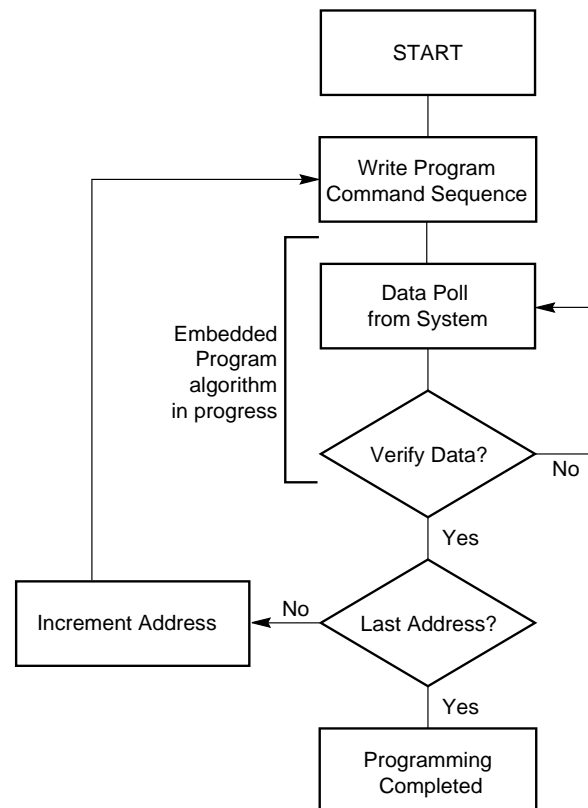 START
Write Program
Command Sequence
Data Poll
from System
Embedded
Program
algorithm
in progress
Verify Data?
No
Yes
Last Address?
No
Increment Address
Yes
Programming
Completed